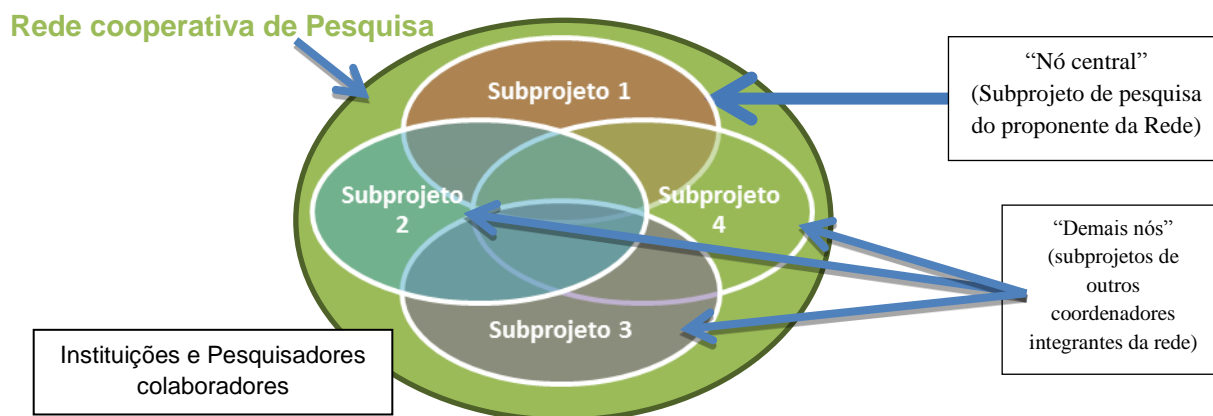 Rede cooperativa de Pesquisa
Subprojeto 1
“Nó central”
(Subprojeto de pesquisa
do proponente da Rede)
Subprojeto
2
Subprojeto
4
“Demais nós”
(subprojetos de
outros
coordenadores
integrantes da rede)
Subprojeto 3
Instituições e Pesquisadores
colaboradores